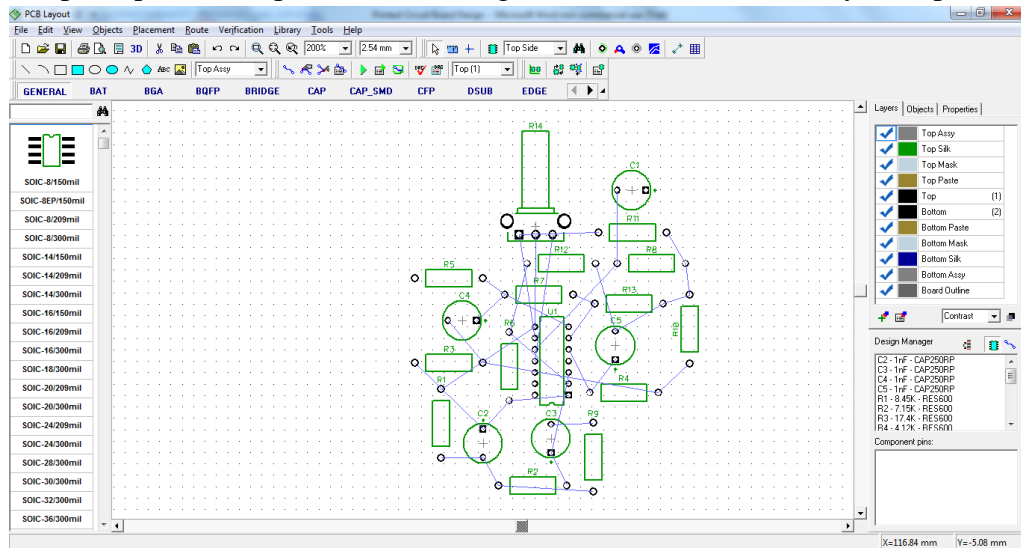 PCB Layout
File Edit View Objects Placement Route Verification Library Tools Help
3D 200% 2.54 mm Top Side
ABC Top Assy Top (1)
GENERAL BAT BGA BQFP BRIDGE CAP CAP_SMD CFP DSUB EDGE
SOIC-8/150mil
SOIC-8EP/150mil
SOIC-8/209mil
SOIC-8/300mil
SOIC-14/150mil
SOIC-14/209mil
SOIC-14/300mil
SOIC-16/150mil
SOIC-16/209mil
SOIC-16/300mil
SOIC-18/300mil
SOIC-20/209mil
SOIC-20/300mil
SOIC-24/209mil
SOIC-24/300mil
SOIC-28/300mil
SOIC-30/300mil
SOIC-32/300mil
SOIC-36/300mil
R14
C1
R11
R12
R8
R5
R7
R13
C4
U1
R6
C5
R10
R3
R1
R4
C2
C3
R9
R2
Layers Objects Properties
Top Assy
Top Silk
Top Mask
Top Paste
Top (1)
Bottom (2)
Bottom Paste
Bottom Mask
Bottom Silk
Bottom Assy
Board Outline
Contrast
Design Manager
C2 - 1nF - CAP250RP
C3 - 1nF - CAP250RP
C4 - 1nF - CAP250RP
C5 - 1nF - CAP250RP
R1 - 8.45K - RES600
R2 - 7.15K - RES600
R3 - 17.4K - RES600
R4 - 4.12K - RES600
Component pins:
X=116.84 mm Y=-5.08 mm